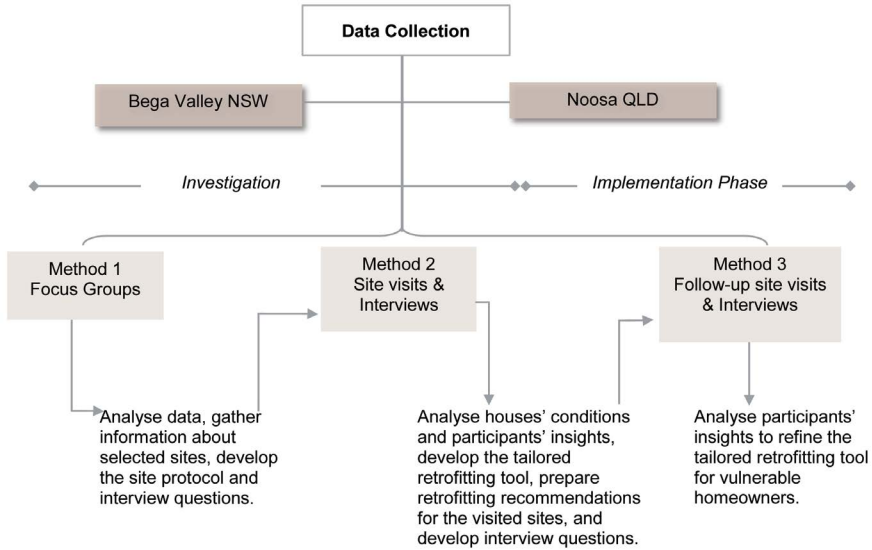 Data Collection
Bega Valley NSW
Noosa QLD
Investigation
Implementation Phase
Method 1
Focus Groups
Method 2
Site visits &
Interviews
Method 3
Follow-up site visits
& Interviews
Analyse data, gather
information about
selected sites, develop
the site protocol and
interview questions.
Analyse houses’ conditions
and participants’ insights,
develop the tailored
retrofitting tool, prepare
retrofitting recommendations
for the visited sites, and
develop interview questions.
Analyse participants’
insights to refine the
tailored retrofitting tool
for vulnerable
homeowners.